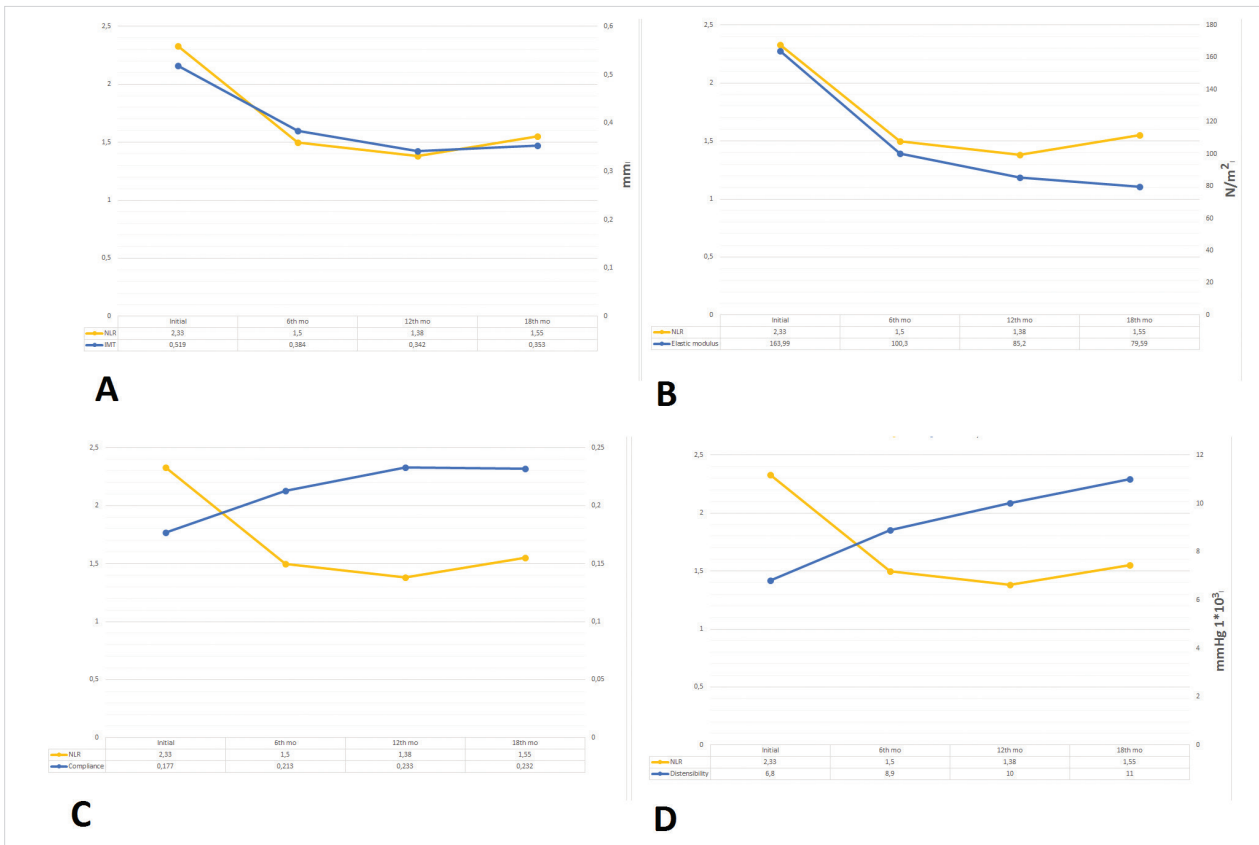 2,5
2
1,5
1
0,5
0
0,6
0,5
0,4
0,3
0,2
0,1
0
mm
Initial 6th mo 12th mo 18th mo
NLR 2,33 1,5 1,38 1,55
IMT 0,519 0,384 0,342 0,353
A
2,5
2
1,5
1
0,5
0
180
160
140
120
100
80
60
40
20
0
N/m²
Initial 6th mo 12th mo 18th mo
NLR 2,33 1,5 1,38 1,55
Elastic modulus 163,99 100,3 85,2 79,59
B
2,5
2
1,5
1
0,5
0
0,25
0,2
0,15
0,1
0,05
0
Initial 6th mo 12th mo 18th mo
NLR 2,33 1,5 1,38 1,55
Compliance 0,177 0,213 0,233 0,232
C
2,5
2
1,5
1
0,5
0
12
10
8
6
4
2
0
mmHg 1*10³
Initial 6th mo 12th mo 18th mo
NLR 2,33 1,5 1,38 1,55
Distensibility 6,8 8,9 10 11
D